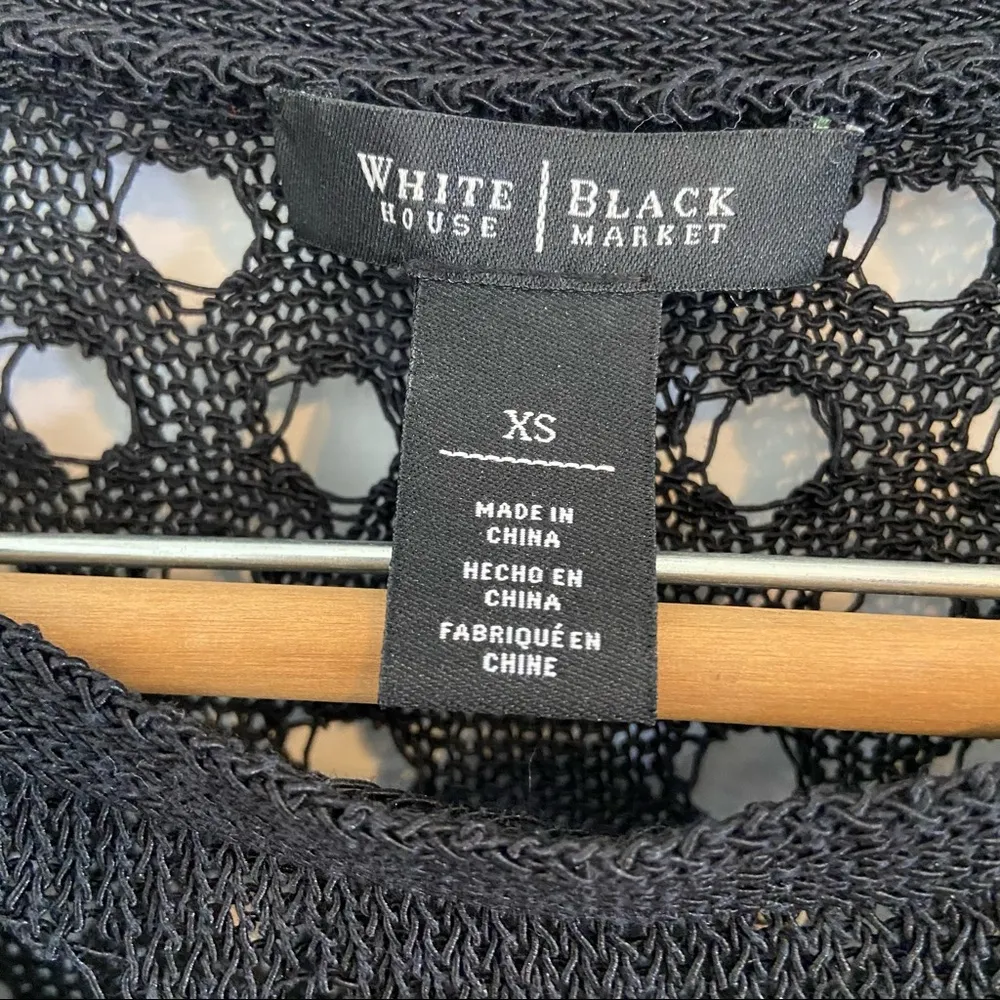 WHITE | BLACK
HOUSE | MARKET
XS
MADE IN
CHINA
HECHO EN
CHINA
FABRIQUÉ EN
CHINE